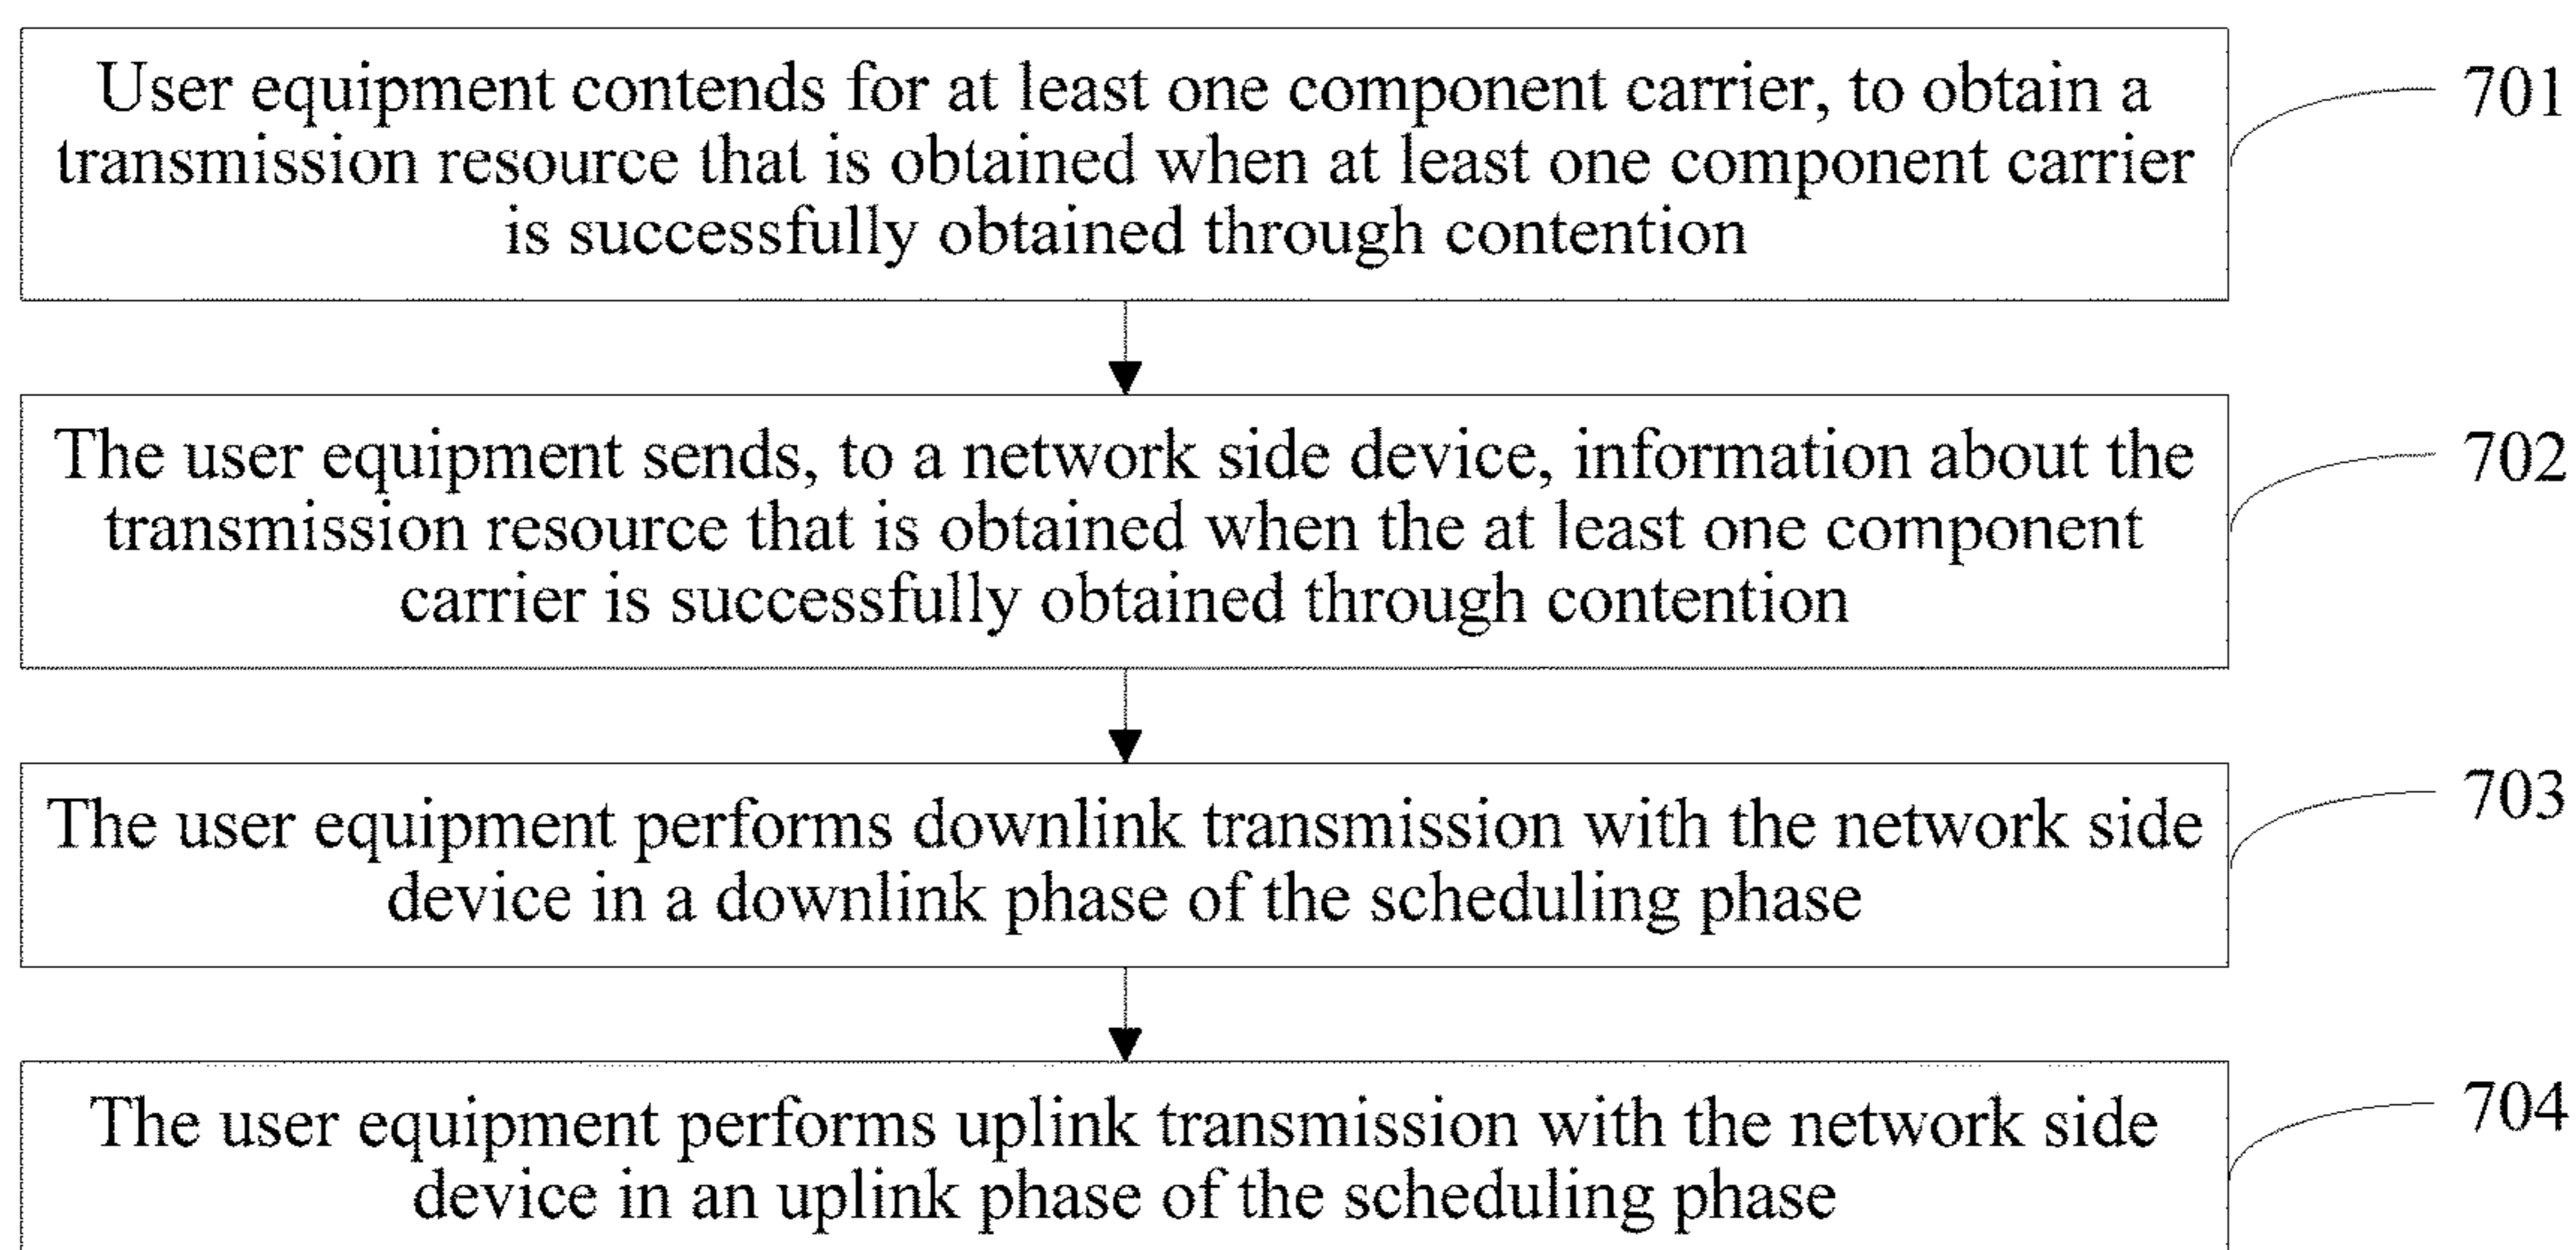 User equipment contends for at least one component carrier, to obtain a
transmission resource that is obtained when at least one component carrier
is successfully obtained through contention
701
The user equipment sends, to a network side device, information about the
transmission resource that is obtained when the at least one component
carrier is successfully obtained through contention
702
The user equipment performs downlink transmission with the network side
device in a downlink phase of the scheduling phase
703
The user equipment performs uplink transmission with the network side
device in an uplink phase of the scheduling phase
704